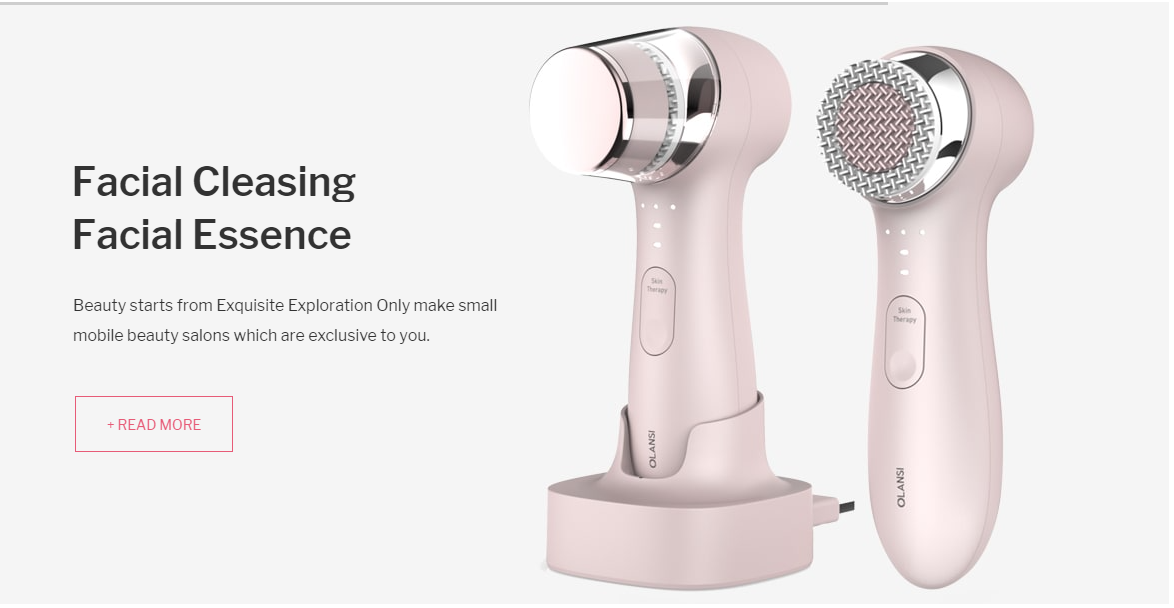 Facial Cleasing
Facial Essence
Beauty starts from Exquisite Exploration Only make small
mobile beauty salons which are exclusive to you.
+ READ MORE
Skin
Therapy
OLANSI
Skin
Therapy
OLANSI